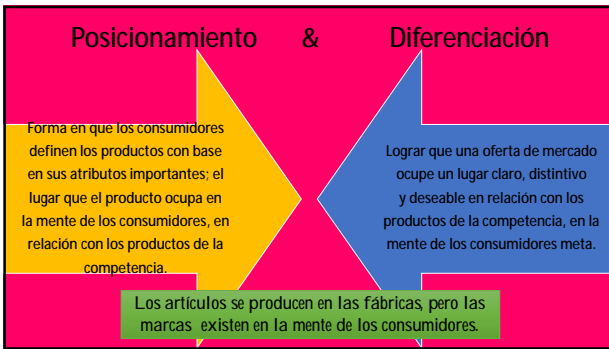 Posicionamiento & Diferenciación
Forma en que los consumidores
definen los productos con base
en sus atributos importantes; el
lugar que el producto ocupa en
la mente de los consumidores, en
relación con los productos de la
competencia.
Lograr que una oferta de mercado
ocupe un lugar claro, distintivo
y deseable en relación con los
productos de la competencia, en la
mente de los consumidores meta.
Los artículos se producen en las fábricas, pero las
marcas existen en la mente de los consumidores.